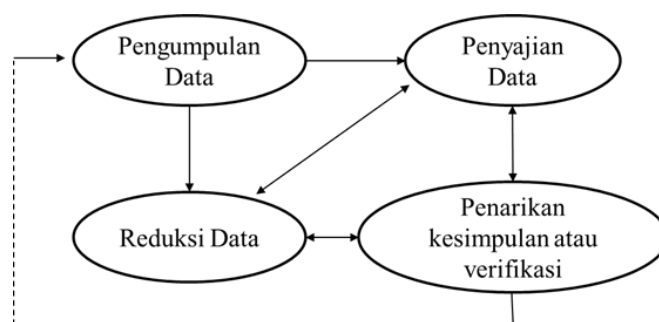 Pengumpulan
Data
Penyajian
Data
Reduksi Data
Penarikan
kesimpulan atau
verifikasi